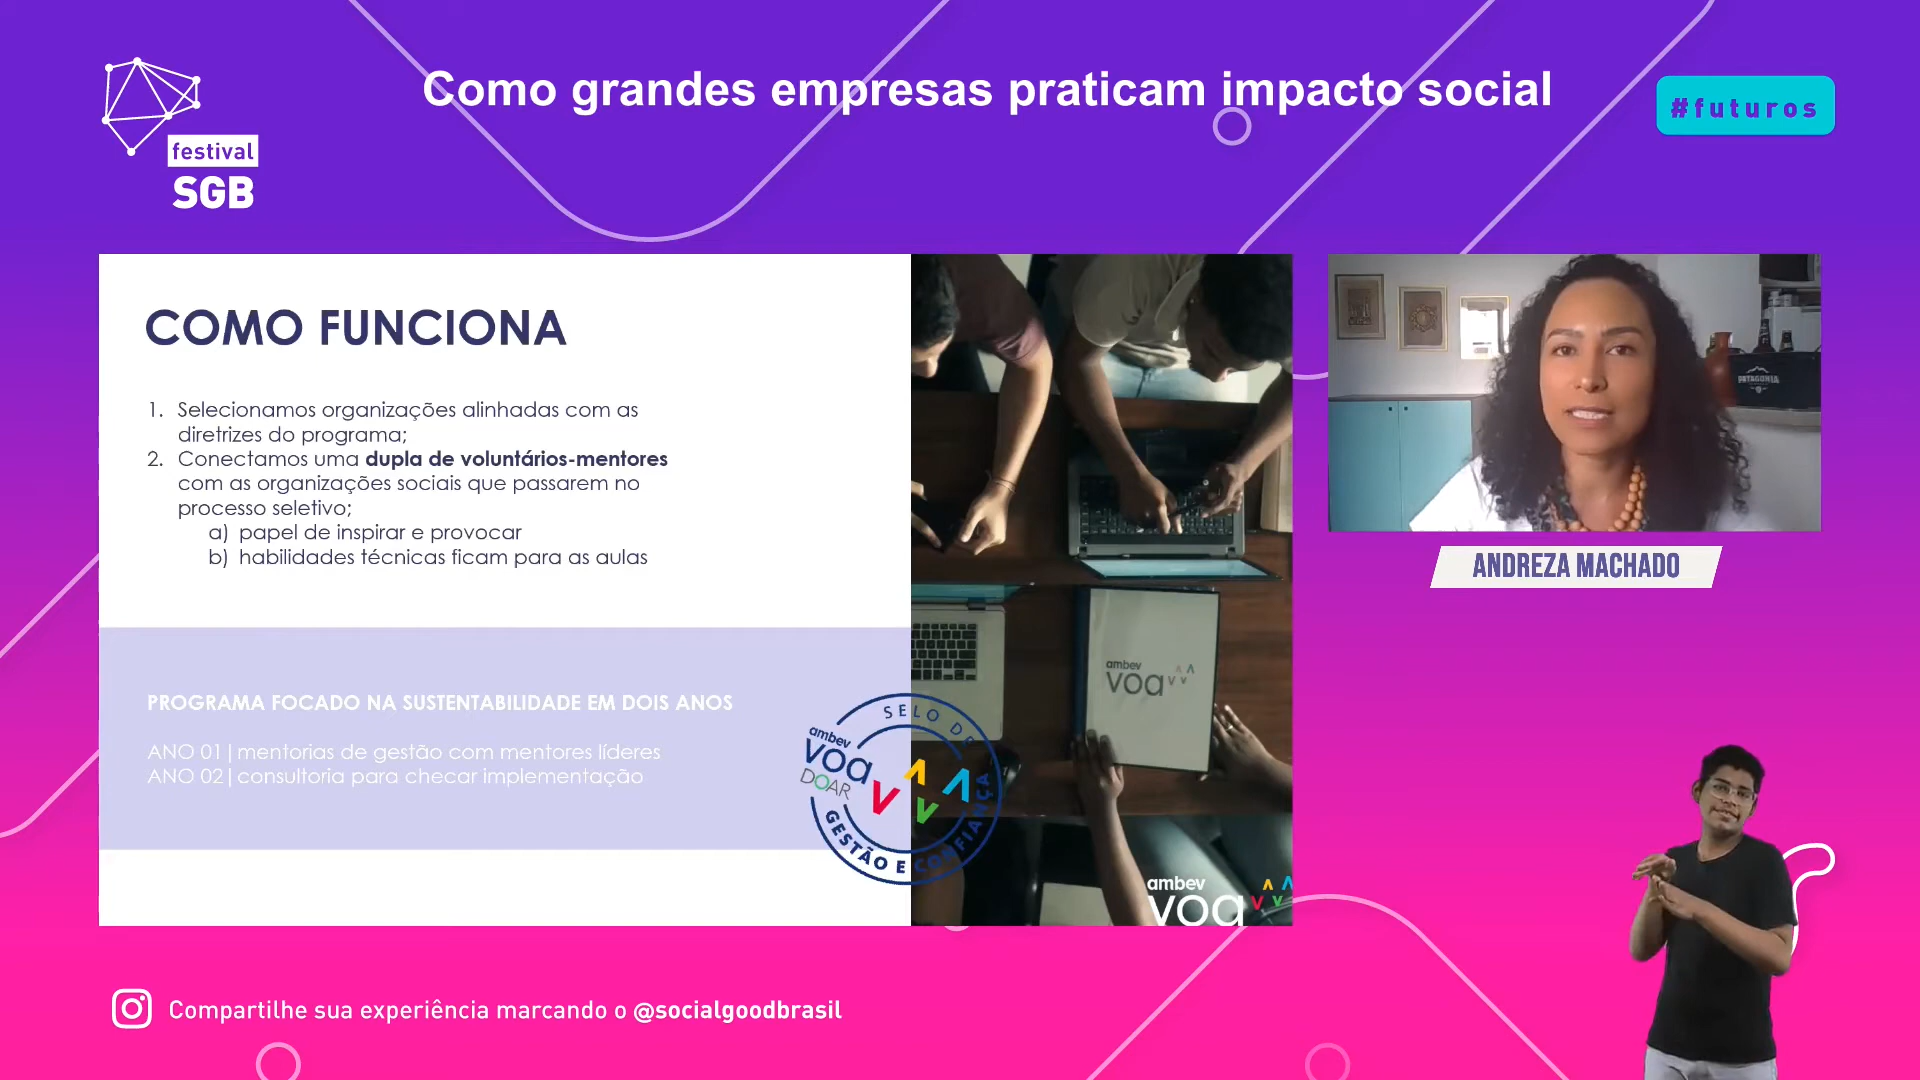 Como grandes empresas praticam impacto social
#futuros
festival
SGB
COMO FUNCIONA
1. Selecionamos organizações alinhadas com as
diretrizes do programa;
2. Conectamos uma dupla de voluntários-mentores
com as organizações sociais que passarem no
processo seletivo;
a) papel de inspirar e provocar
b) habilidades técnicas ficam para as aulas
PROGRAMA FOCADO NA SUSTENTABILIDADE EM DOIS ANOS
ANO 01|mentorias de gestão com mentores líderes
ANO 02|consultoria para checar implementação
SELO DE
ambev
voa
DOAR
GESTÃO E CONFIANÇA
ambev
voa
ambev
voa
PATAGONIA
ANDREZA MACHADO
Compartilhe sua experiência marcando o @socialgoodbrasil